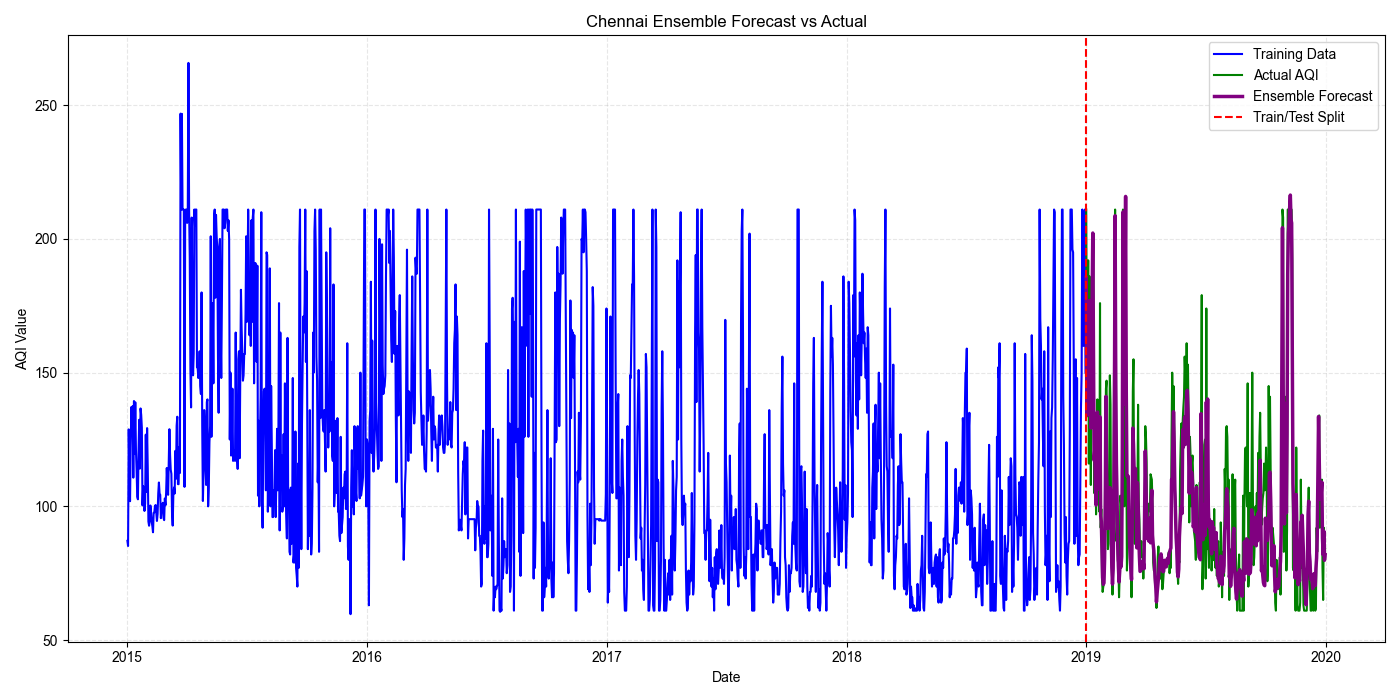 Chennai Ensemble Forecast vs Actual
Training Data
Actual AQI
Ensemble Forecast
Train/Test Split
AQI Value
250
200
150
100
50
2015 2016 2017 2018 2019 2020
Date